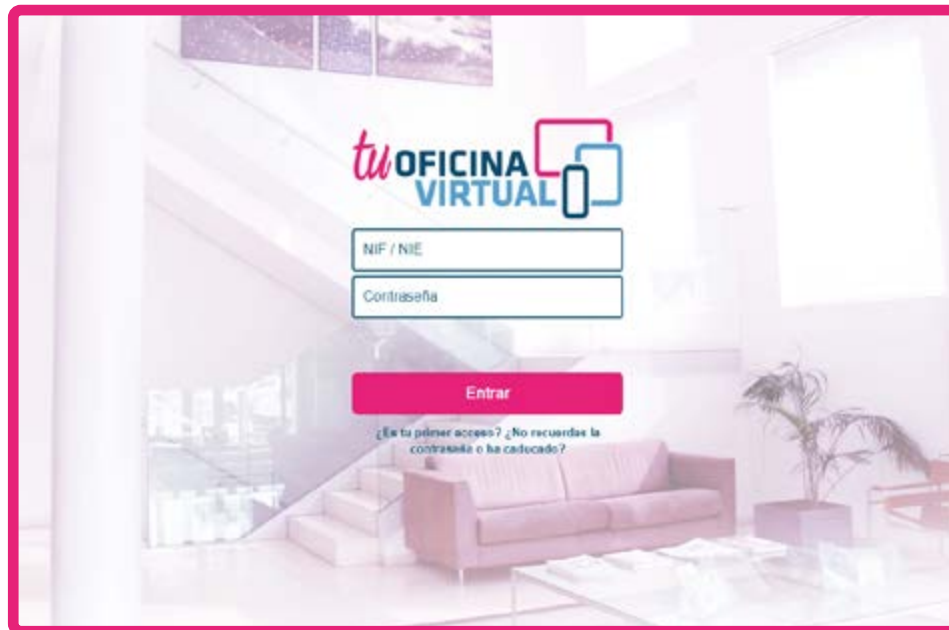 tu OFICINA
VIRTUAL
NIF / NIE
Contraseña
Entrar
¿Es tu primer acceso? ¿No recuerdas la
contraseña o ha caducado?